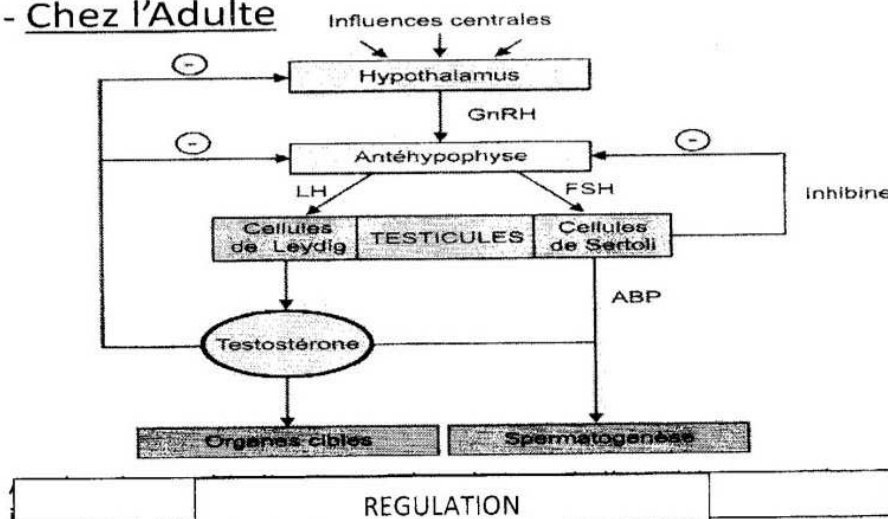 - Chez l'Adulte
Influences centrales
-
Hypothalamus
GnRH
-
-
Antéhypophyse
LH
FSH
Inhibine
Cellules
de Leydig
TESTICULES
Cellules
de Sertoli
ABP
Testostérone
Organes cibles
Spermatogenèse
REGULATION